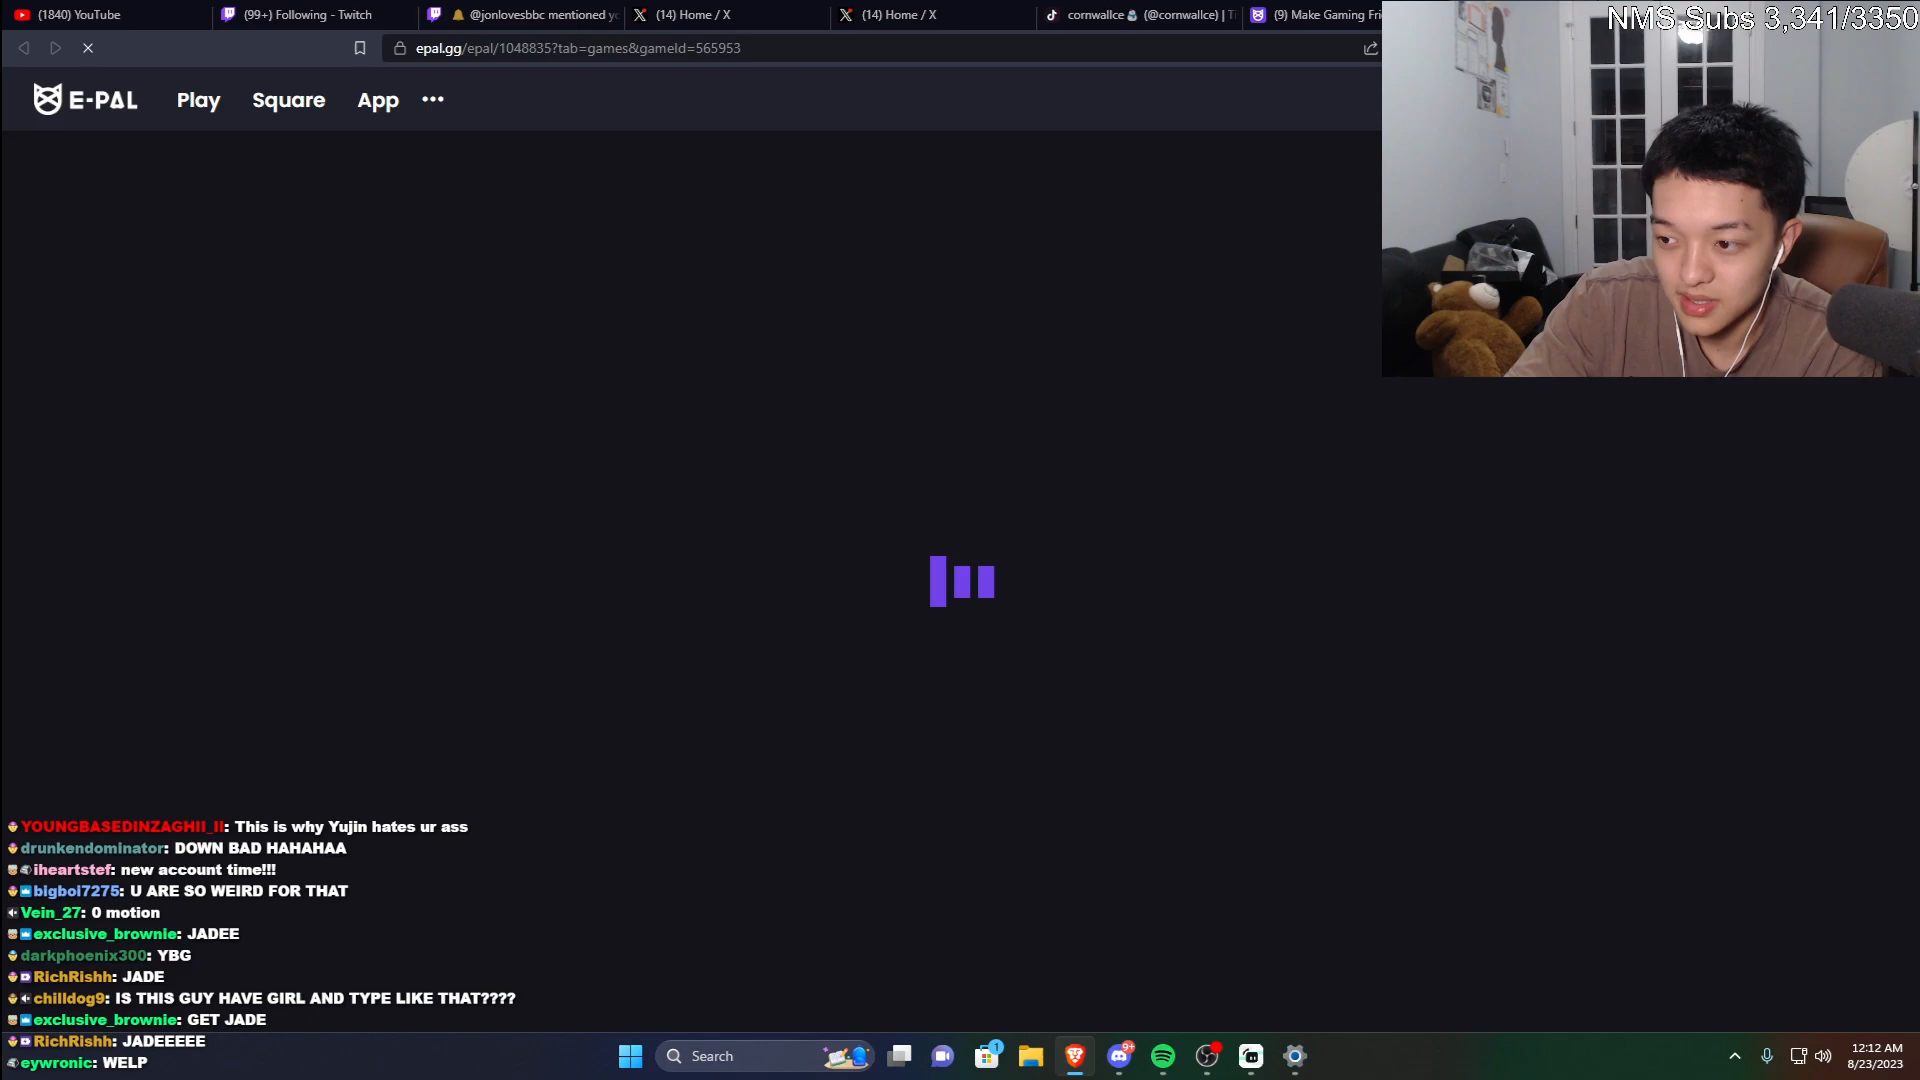 (1840) YouTube
(99+) Following - Twitch
@jonlovesbbc mentioned yo
(14) Home / X
(14) Home / X
cornwallce (@cornwallce) | T
(9) Make Gaming Fri
NMS Subs 3,341/3350
epal.gg/epal/1048835?tab=games&gameId=565953
E-PAL
Play
Square
App
•••
YOUNGBASEDINZAGHII_II: This is why Yujin hates ur ass
drunkendominator: DOWN BAD HAHAHAA
iheartstef: new account time!!!
bigboi7275: U ARE SO WEIRD FOR THAT
Vein_27: 0 motion
exclusive_brownie: JADEE
darkphoenix300: YBG
RichRishh: JADE
chilldog9: IS THIS GUY HAVE GIRL AND TYPE LIKE THAT????
exclusive_brownie: GET JADE
RichRishh: JADEEEEE
eywronic: WELP
Search
1
9+
12:12 AM
8/23/2023